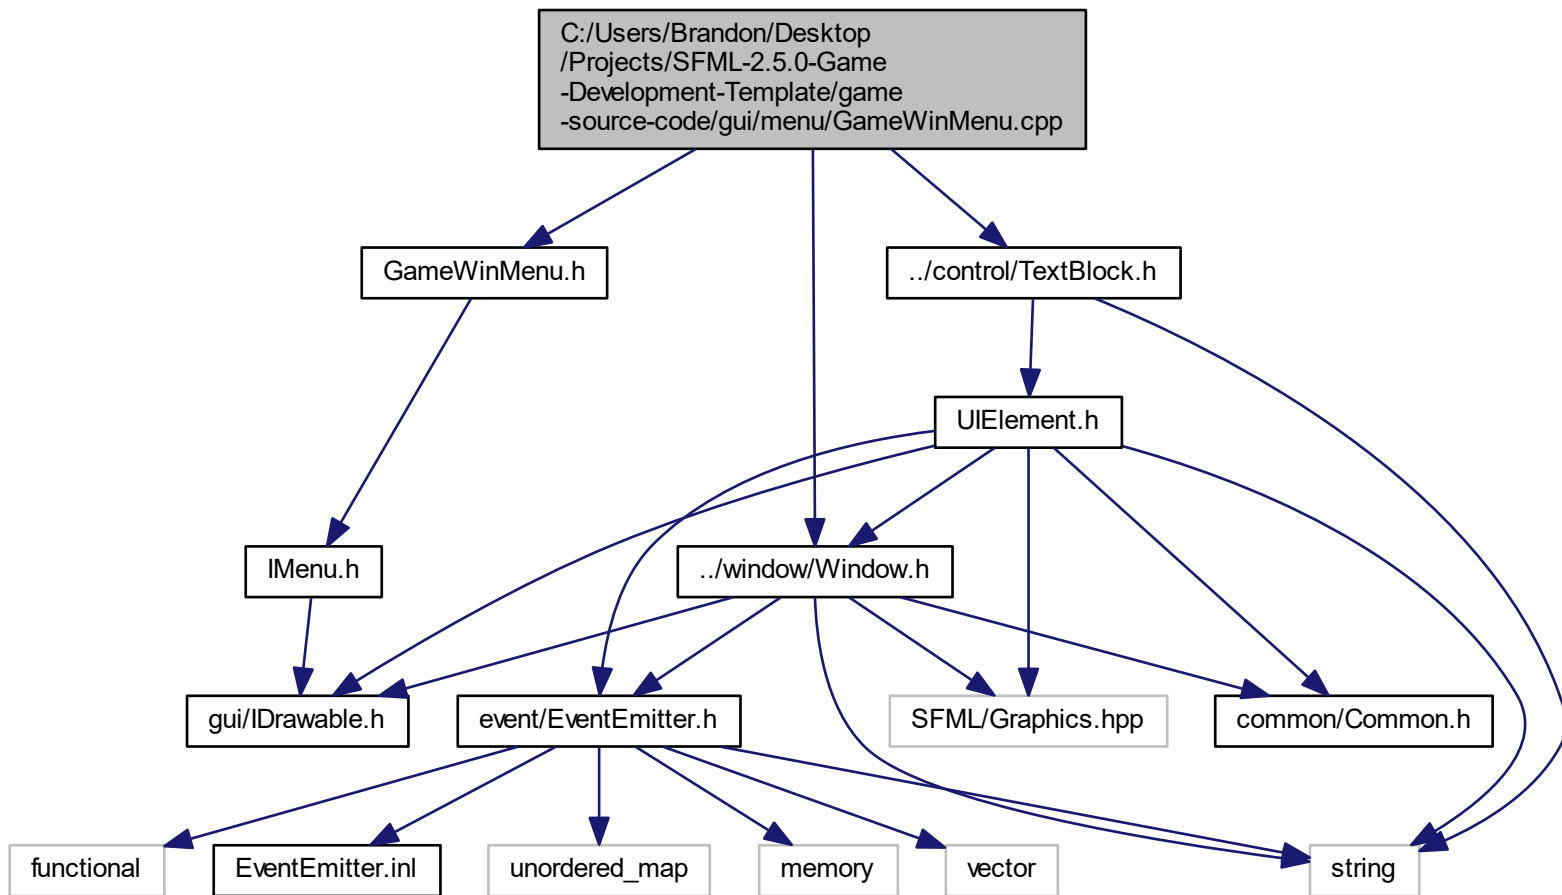 C:/Users/Brandon/Desktop
/Projects/SFML-2.5.0-Game
-Development-Template/game
-source-code/gui/menu/GameWinMenu.cpp
GameWinMenu.h
../control/TextBlock.h
UIElement.h
IMenu.h
../window/Window.h
gui/IDrawable.h
event/EventEmitter.h
SFML/Graphics.hpp
common/Common.h
functional
EventEmitter.inl
unordered_map
memory
vector
string